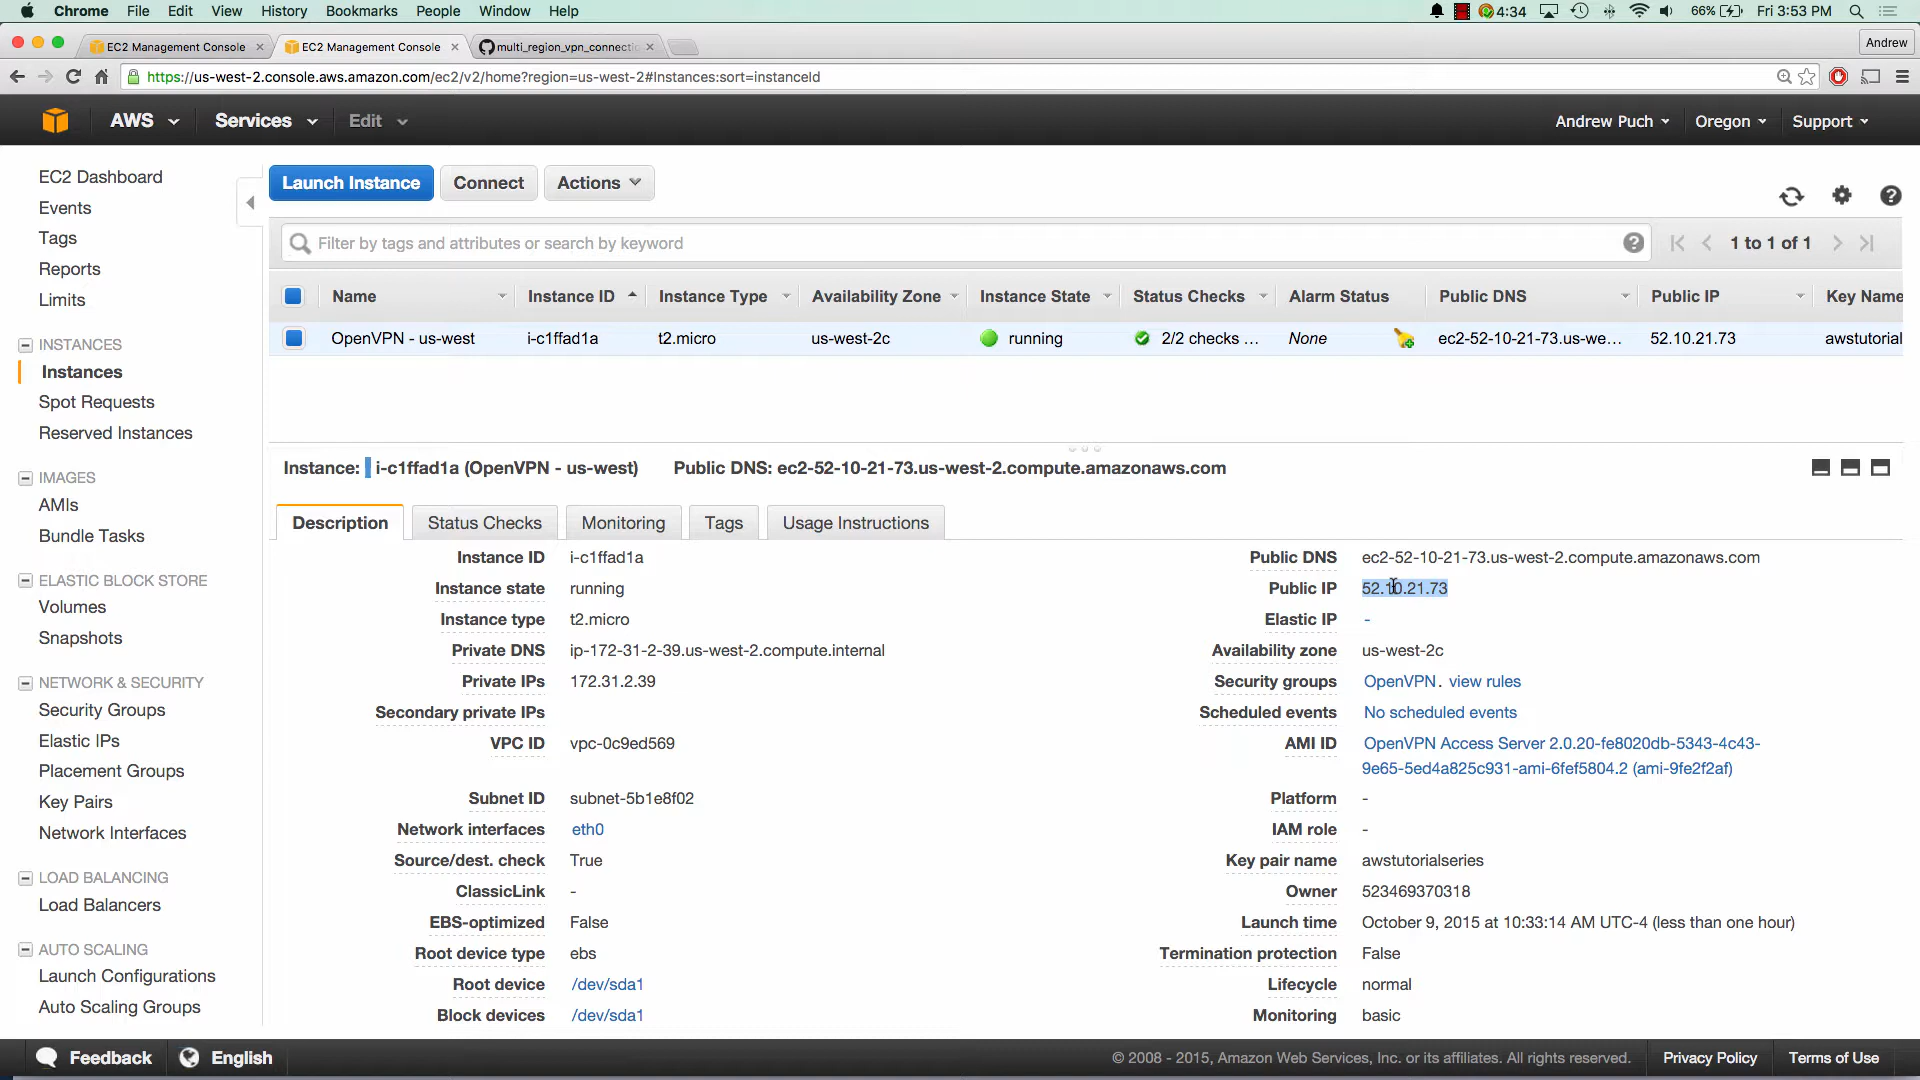 Chrome File Edit View History Bookmarks People Window Help 4:34 66% Fri 3:53 PM
EC2 Management Console × EC2 Management Console × multi_region_vpn_connecti × Andrew
https://us-west-2.console.aws.amazon.com/ec2/v2/home?region=us-west-2#Instances:sort=instanceId
AWS Services Edit Andrew Puch Oregon Support
EC2 Dashboard
Events
Tags
Reports
Limits
INSTANCES
Instances
Spot Requests
Reserved Instances
IMAGES
AMIs
Bundle Tasks
ELASTIC BLOCK STORE
Volumes
Snapshots
NETWORK & SECURITY
Security Groups
Elastic IPs
Placement Groups
Key Pairs
Network Interfaces
LOAD BALANCING
Load Balancers
AUTO SCALING
Launch Configurations
Auto Scaling Groups
Launch Instance Connect Actions
Filter by tags and attributes or search by keyword 1 to 1 of 1
Name Instance ID Instance Type Availability Zone Instance State Status Checks Alarm Status Public DNS Public IP Key Name
OpenVPN - us-west i-c1ffad1a t2.micro us-west-2c running 2/2 checks ... None ec2-52-10-21-73.us-we... 52.10.21.73 awstutorial
Instance: i-c1ffad1a (OpenVPN - us-west) Public DNS: ec2-52-10-21-73.us-west-2.compute.amazonaws.com
Description Status Checks Monitoring Tags Usage Instructions
Instance ID i-c1ffad1a Public DNS ec2-52-10-21-73.us-west-2.compute.amazonaws.com
Instance state running Public IP 52.10.21.73
Instance type t2.micro Elastic IP -
Private DNS ip-172-31-2-39.us-west-2.compute.internal Availability zone us-west-2c
Private IPs 172.31.2.39 Security groups OpenVPN. view rules
Secondary private IPs Scheduled events No scheduled events
VPC ID vpc-0c9ed569 AMI ID OpenVPN Access Server 2.0.20-fe8020db-5343-4c43-
9e65-5ed4a825c931-ami-6fef5804.2 (ami-9fe2f2af)
Subnet ID subnet-5b1e8f02 Platform -
Network interfaces eth0 IAM role -
Source/dest. check True Key pair name awstutorialseries
ClassicLink - Owner 523469370318
EBS-optimized False Launch time October 9, 2015 at 10:33:14 AM UTC-4 (less than one hour)
Root device type ebs Termination protection False
Root device /dev/sda1 Lifecycle normal
Block devices /dev/sda1 Monitoring basic
Feedback English © 2008 - 2015, Amazon Web Services, Inc. or its affiliates. All rights reserved. Privacy Policy Terms of Use